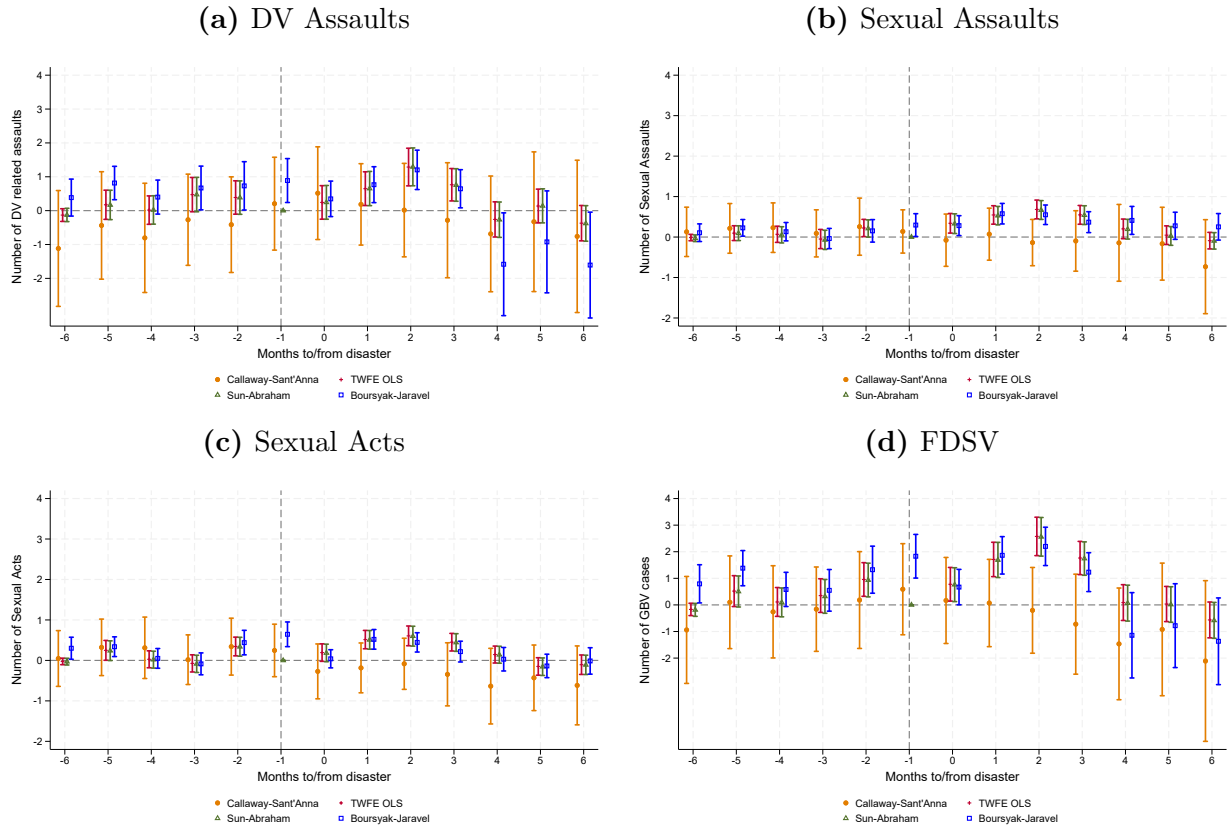 (a) DV Assaults
Number of DV related assaults
4
3
2
1
0
-1
-2
-6 -5 -4 -3 -2 -1 0 1 2 3 4 5 6
Months to/from disaster
Callaway-Sant'Anna TWFE OLS
Sun-Abraham Boursyak-Jaravel
(b) Sexual Assaults
Number of Sexual Assaults
4
3
2
1
0
-1
-2
-6 -5 -4 -3 -2 -1 0 1 2 3 4 5 6
Months to/from disaster
Callaway-Sant'Anna TWFE OLS
Sun-Abraham Boursyak-Jaravel
(c) Sexual Acts
Number of Sexual Acts
4
3
2
1
0
-1
-2
-6 -5 -4 -3 -2 -1 0 1 2 3 4 5 6
Months to/from disaster
Callaway-Sant'Anna TWFE OLS
Sun-Abraham Boursyak-Jaravel
(d) FDSV
Number of GBV cases
4
3
2
1
0
-1
-2
-6 -5 -4 -3 -2 -1 0 1 2 3 4 5 6
Months to/from disaster
Callaway-Sant'Anna TWFE OLS
Sun-Abraham Boursyak-Jaravel